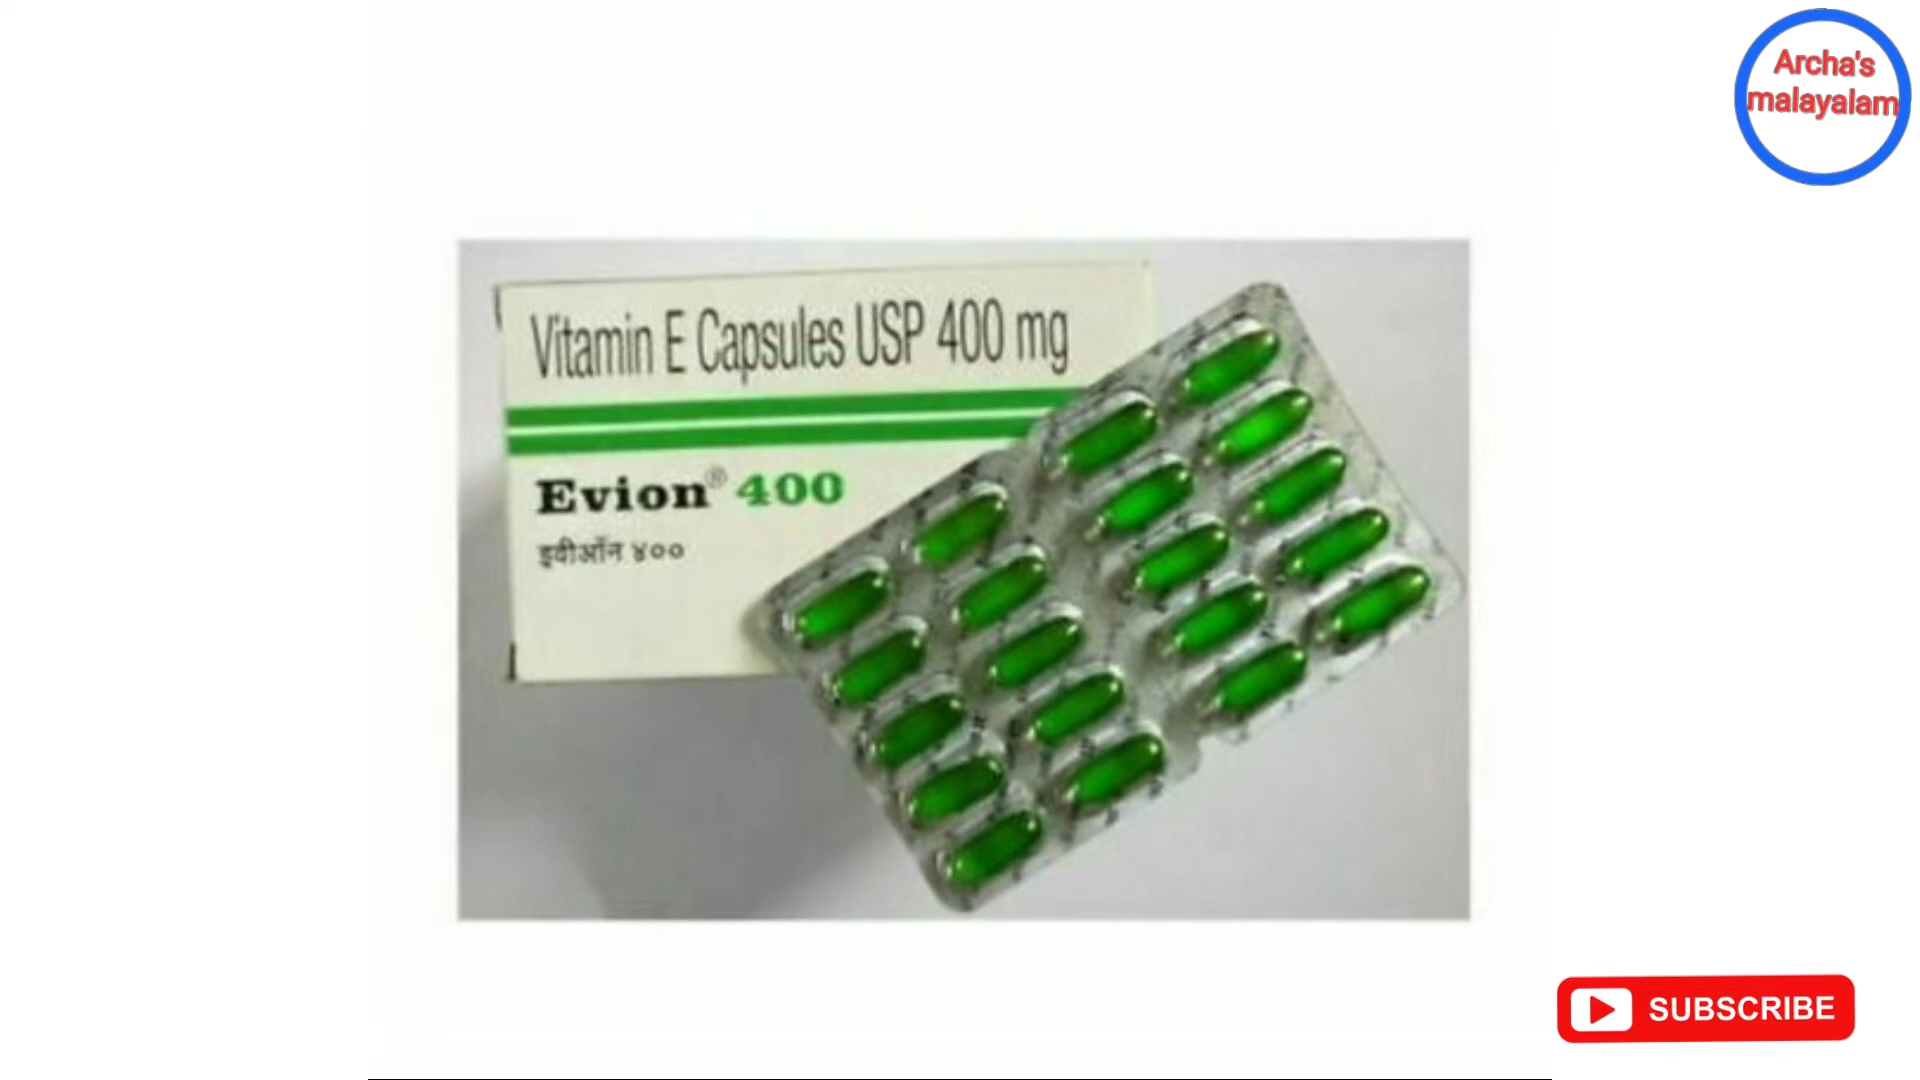 Archa's
malayalam
Vitamin E Capsules USP 400 mg
Evion® 400
इवीऑन ४००
SUBSCRIBE